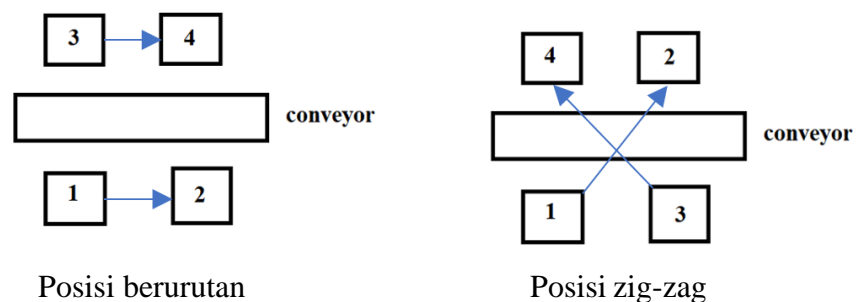 3 4
conveyor
1 2
Posisi berurutan
4 2
conveyor
1 3
Posisi zig-zag